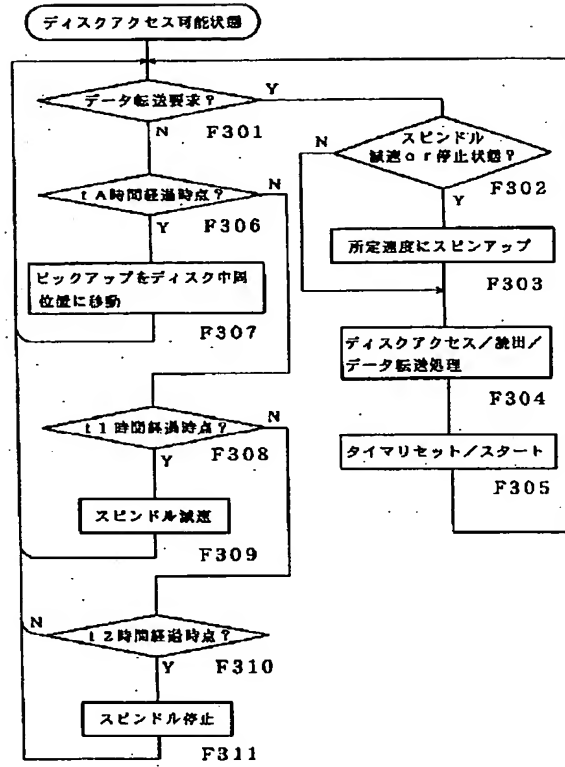 ディスクアクセス可能状態
データ転送要求？
Y
N
F301
スピンドル
減速or停止状態？
N
F302
Y
tA時間経過時点？
N
Y
F306
所定速度にスピンアップ
F303
ピックアップをディスク中間
位置に移動
F307
ディスクアクセス／読出／
データ転送処理
F304
t1時間経過時点？
N
Y
F308
タイマリセット／スタート
F305
スピンドル減速
F309
N
t2時間経過時点？
Y
F310
スピンドル停止
F311